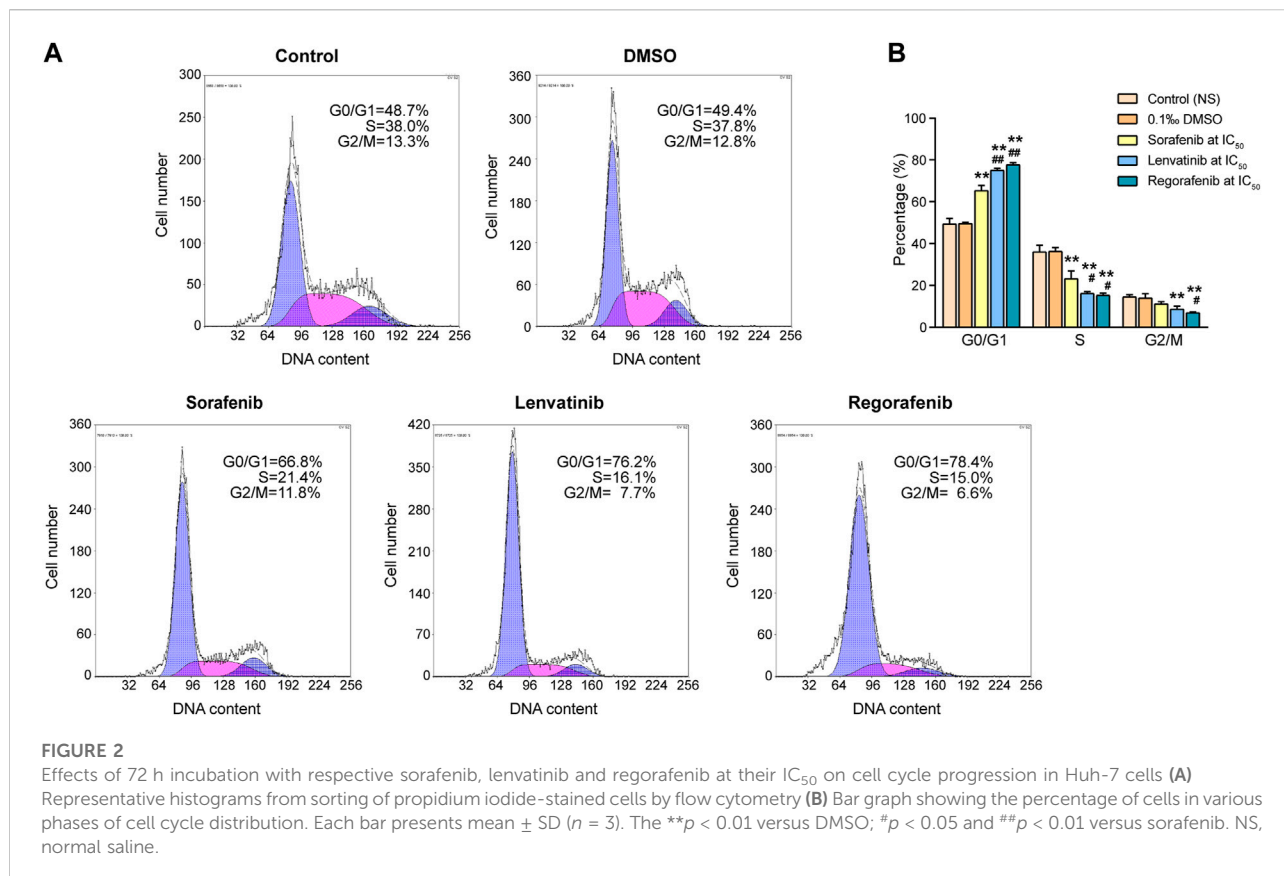 A
Control
300
250
200
150
100
50
0
Cell number
G0/G1=48.7%
S=38.0%
G2/M=13.3%
32 64 96 128 160 192 224 256
DNA content
DMSO
360
300
240
180
120
60
0
Cell number
G0/G1=49.4%
S=37.8%
G2/M=12.8%
32 64 96 128 160 192 224 256
DNA content
B
Control (NS)
0.1‰ DMSO
Sorafenib at IC50
Lenvatinib at IC50
Regorafenib at IC50
100
80
60
40
20
0
Percentage (%)
** ** ##  ** ##
** ** # ** #
** ** #
G0/G1 S G2/M
Sorafenib
360
300
240
180
120
60
0
Cell number
G0/G1=66.8%
S=21.4%
G2/M=11.8%
32 64 96 128 160 192 224 256
DNA content
Lenvatinib
420
350
280
210
140
70
0
Cell number
G0/G1=76.2%
S=16.1%
G2/M= 7.7%
32 64 96 128 160 192 224 256
DNA content
Regorafenib
360
300
240
180
120
60
0
Cell number
G0/G1=78.4%
S=15.0%
G2/M= 6.6%
32 64 96 128 160 192 224 256
DNA content
FIGURE 2
Effects of 72 h incubation with respective sorafenib, lenvatinib and regorafenib at their IC50 on cell cycle progression in Huh-7 cells (A)
Representative histograms from sorting of propidium iodide-stained cells by flow cytometry (B) Bar graph showing the percentage of cells in various
phases of cell cycle distribution. Each bar presents mean ± SD (n = 3). The **p < 0.01 versus DMSO; #p < 0.05 and ##p < 0.01 versus sorafenib. NS,
normal saline.